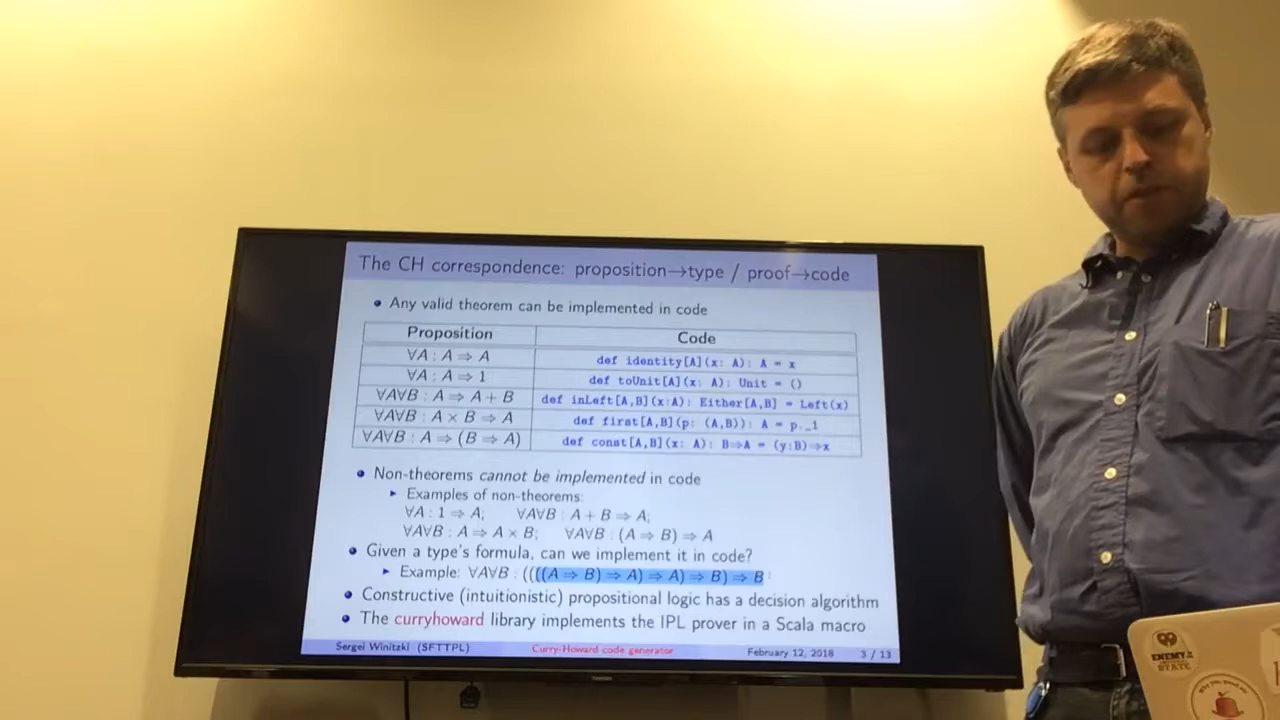 The CH correspondence: proposition→type / proof→code
• Any valid theorem can be implemented in code
Proposition Code
∀A : A ⇒ A def identity[A](x: A): A = x
∀A : A ⇒ 1 def toUnit[A](x: A): Unit = ()
∀A∀B : A ⇒ A + B def inLeft[A,B](x:A): Either[A,B] = Left(x)
∀A∀B : A × B ⇒ A def first[A,B](p: (A,B)): A = p._1
∀A∀B : A ⇒ (B ⇒ A) def const[A,B](x: A): B⇒A = (y:B)⇒x
• Non-theorems cannot be implemented in code
▸ Examples of non-theorems:
∀A : 1 ⇒ A; ∀A∀B : A + B ⇒ A;
∀A∀B : A ⇒ A × B; ∀A∀B : (A ⇒ B) ⇒ A
• Given a type's formula, can we implement it in code?
▸ Example: ∀A∀B : ((((A ⇒ B) ⇒ A) ⇒ A) ⇒ B) ⇒ B
• Constructive (intuitionistic) propositional logic has a decision algorithm
• The curryhoward library implements the IPL prover in a Scala macro
Sergei Winitzki (SFTTPL) Curry-Howard code generator February 12, 2018 3 / 13
TOSHIBA
ENEMY
STATE